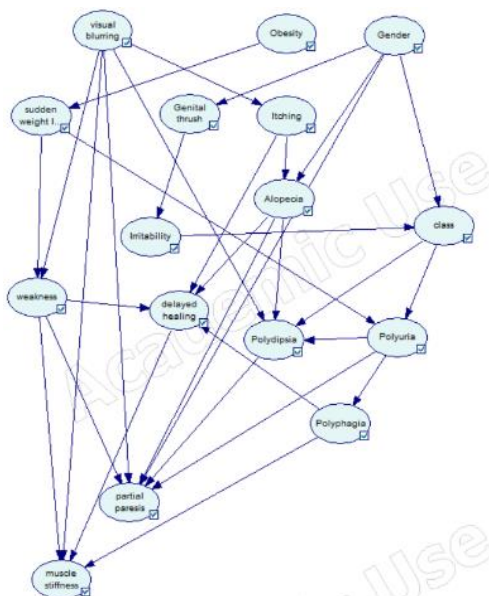 visual
blurring
Obesity
Gender
sudden
weight l.
Genital
thrush
Itching
Alopecia
Irritability
class
weakness
delayed
healing
Polydipsia
Polyuria
Polyphagia
partial
paresis
muscle
stiffness
Academic Use
Use